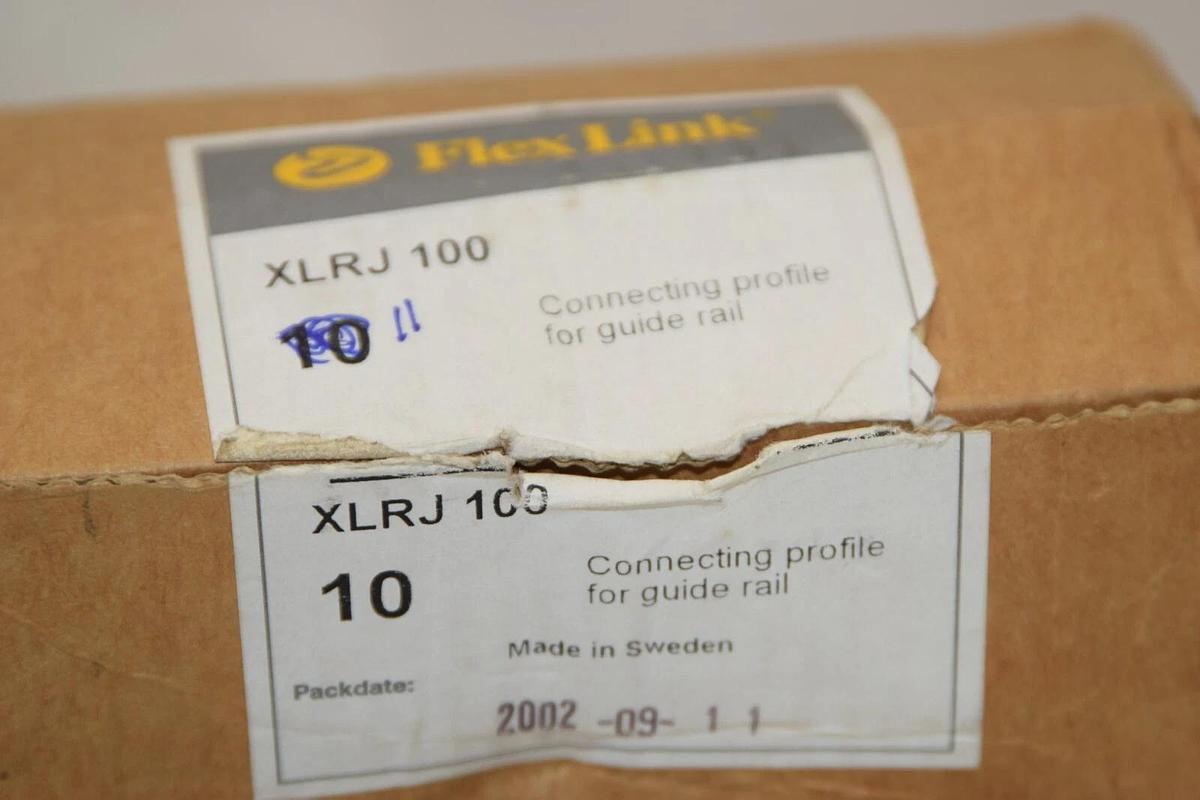 FlexLink
XLRJ 100
10 11
Connecting profile
for guide rail
XLRJ 100
10
Connecting profile
for guide rail
Made in Sweden
Packdate:
2002 -09- 1 1